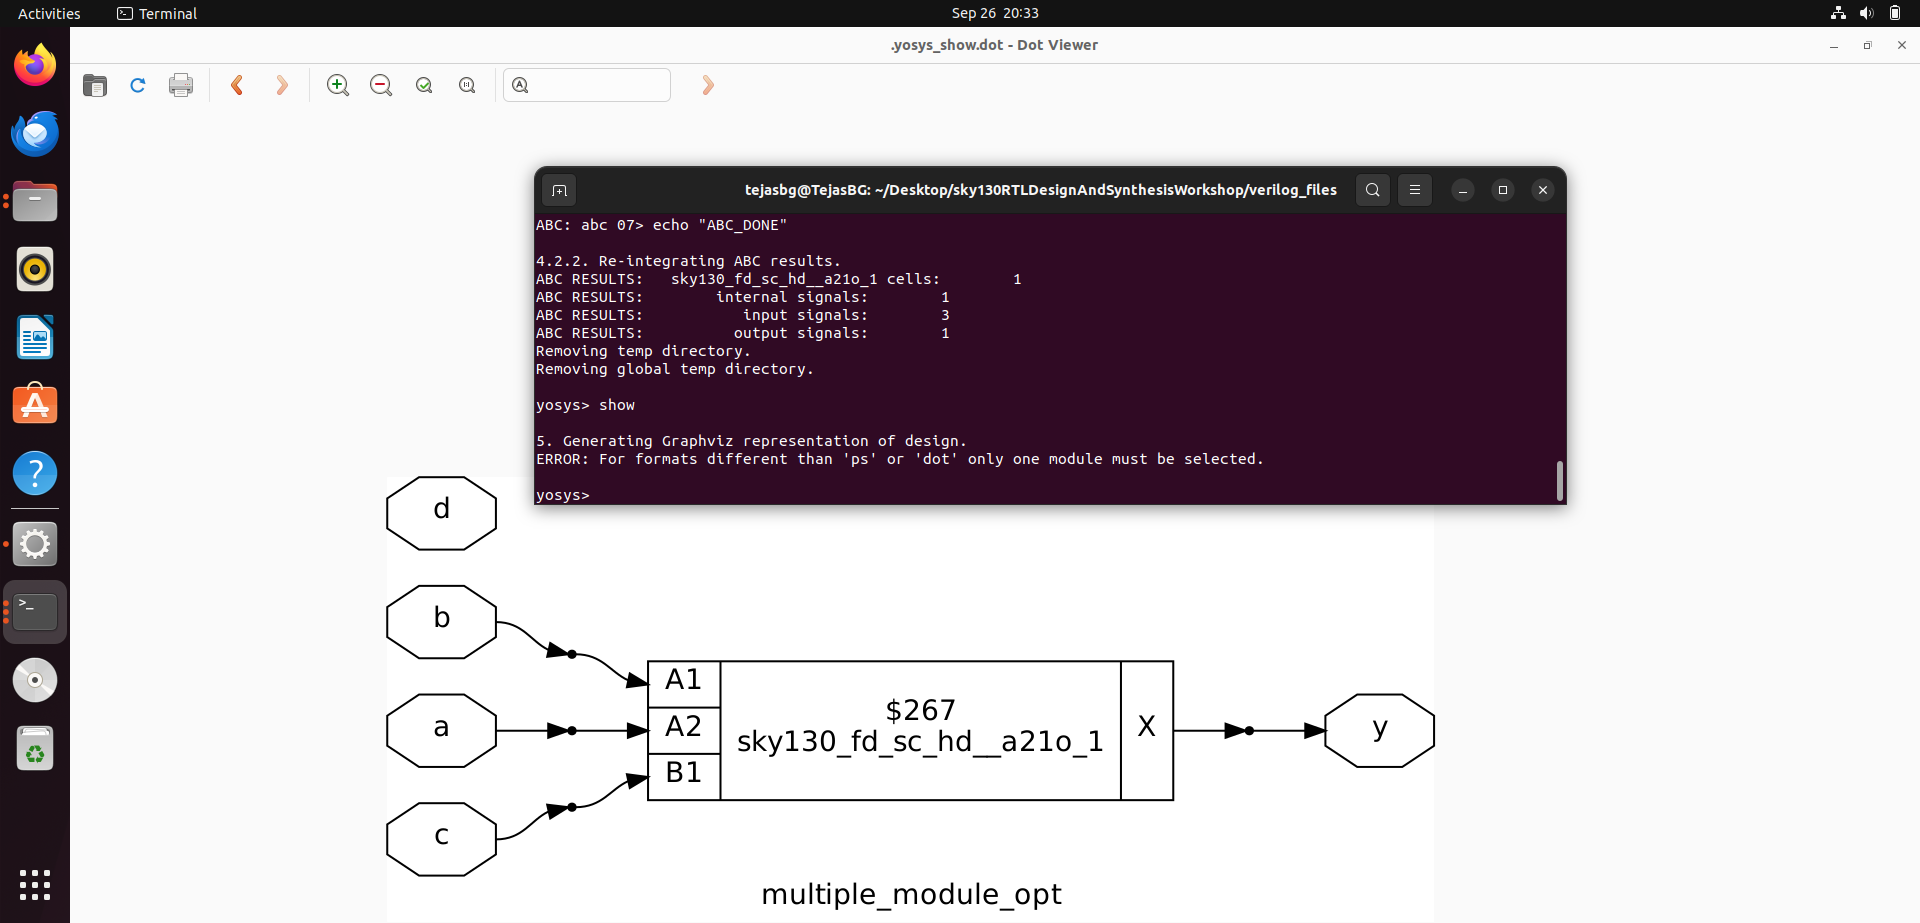 Activities
Terminal
Sep 26 20:33
.yosys_show.dot - Dot Viewer
tejasbg@TejasBG: ~/Desktop/sky130RTLDesignAndSynthesisWorkshop/verilog_files
ABC: abc 07> echo "ABC_DONE"
4.2.2. Re-integrating ABC results.
ABC RESULTS: sky130_fd_sc_hd__a21o_1 cells: 1
ABC RESULTS: internal signals: 1
ABC RESULTS: input signals: 3
ABC RESULTS: output signals: 1
Removing temp directory.
Removing global temp directory.
yosys> show
5. Generating Graphviz representation of design.
ERROR: For formats different than 'ps' or 'dot' only one module must be selected.
yosys>
d
b
a
c
A1
A2
B1
$267
sky130_fd_sc_hd__a21o_1
X
y
multiple_module_opt